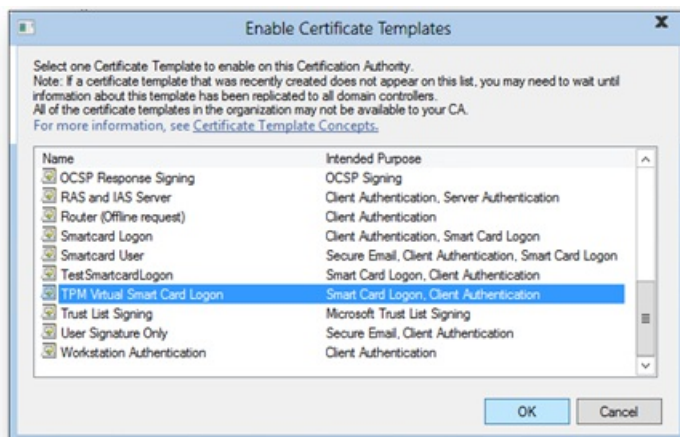 Enable Certificate Templates
x
Select one Certificate Template to enable on this Certification Authority.
Note: If a certificate template that was recently created does not appear on this list, you may need to wait until
information about this template has been replicated to all domain controllers.
All of the certificate templates in the organization may not be available to your CA.
For more information, see Certificate Template Concepts.
Name Intended Purpose
OCSP Response Signing OCSP Signing
RAS and IAS Server Client Authentication, Server Authentication
Router (Offline request) Client Authentication
Smartcard Logon Client Authentication, Smart Card Logon
Smartcard User Secure Email, Client Authentication, Smart Card Logon
TestSmartcardLogon Smart Card Logon, Client Authentication
TPM Virtual Smart Card Logon Smart Card Logon, Client Authentication
Trust List Signing Microsoft Trust List Signing
User Signature Only Secure Email, Client Authentication
Workstation Authentication Client Authentication
OK Cancel